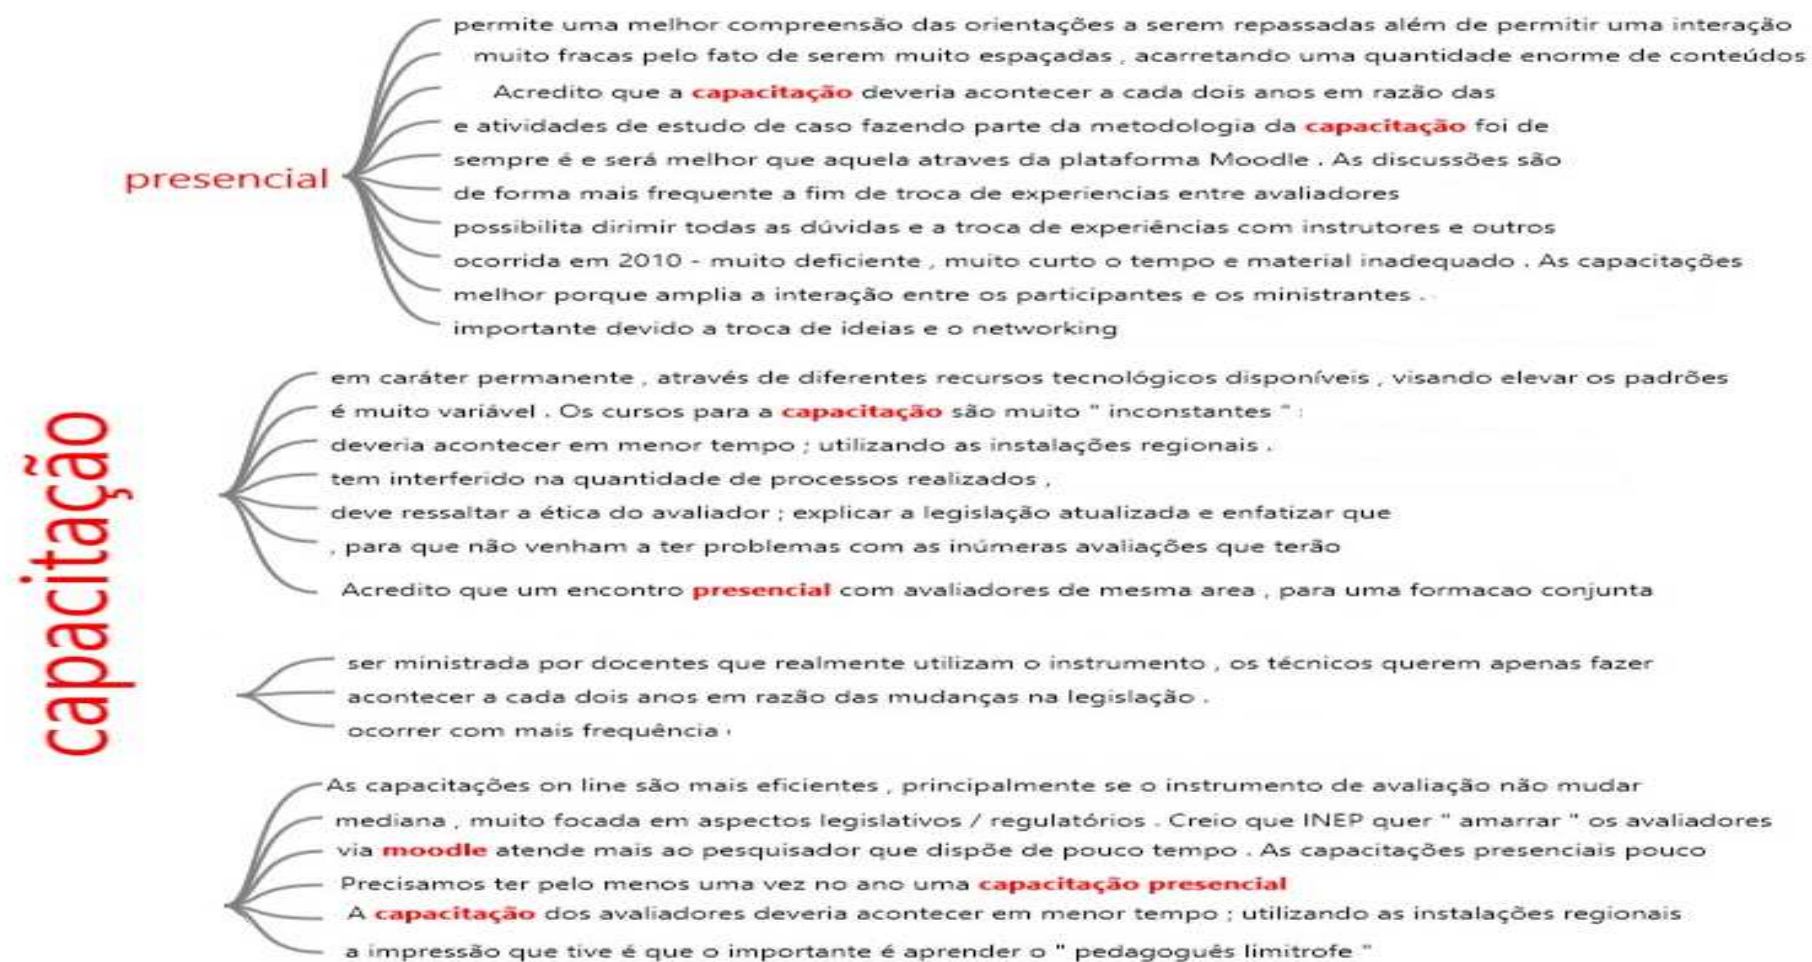 permite uma melhor compreensão das orientações a serem repassadas além de permitir uma interação
muito fracas pelo fato de serem muito espaçadas , acarretando uma quantidade enorme de conteúdos
Acredito que a capacitação deveria acontecer a cada dois anos em razão das
e atividades de estudo de caso fazendo parte da metodologia da capacitação foi de
sempre é e será melhor que aquela atraves da plataforma Moodle . As discussões são
presencial
de forma mais frequente a fim de troca de experiencias entre avaliadores
possibilita dirimir todas as dúvidas e a troca de experiências com instrutores e outros
ocorrida em 2010 - muito deficiente , muito curto o tempo e material inadequado . As capacitações
melhor porque amplia a interação entre os participantes e os ministrantes .
importante devido a troca de ideias e o networking
capacitação
em caráter permanente , através de diferentes recursos tecnológicos disponíveis , visando elevar os padrões
é muito variável . Os cursos para a capacitação são muito " inconstantes " :
deveria acontecer em menor tempo ; utilizando as instalações regionais .
tem interferido na quantidade de processos realizados ,
deve ressaltar a ética do avaliador ; explicar a legislação atualizada e enfatizar que
, para que não venham a ter problemas com as inúmeras avaliações que terão
Acredito que um encontro presencial com avaliadores de mesma area , para uma formacao conjunta
ser ministrada por docentes que realmente utilizam o instrumento , os técnicos querem apenas fazer
acontecer a cada dois anos em razão das mudanças na legislação .
ocorrer com mais frequência
As capacitações on line são mais eficientes , principalmente se o instrumento de avaliação não mudar
mediana , muito focada em aspectos legislativos / regulatórios . Creio que INEP quer " amarrar " os avaliadores
via moodle atende mais ao pesquisador que dispõe de pouco tempo . As capacitações presenciais pouco
Precisamos ter pelo menos uma vez no ano uma capacitação presencial
A capacitação dos avaliadores deveria acontecer em menor tempo ; utilizando as instalações regionais
a impressão que tive é que o importante é aprender o " pedagoguês limitrofe "